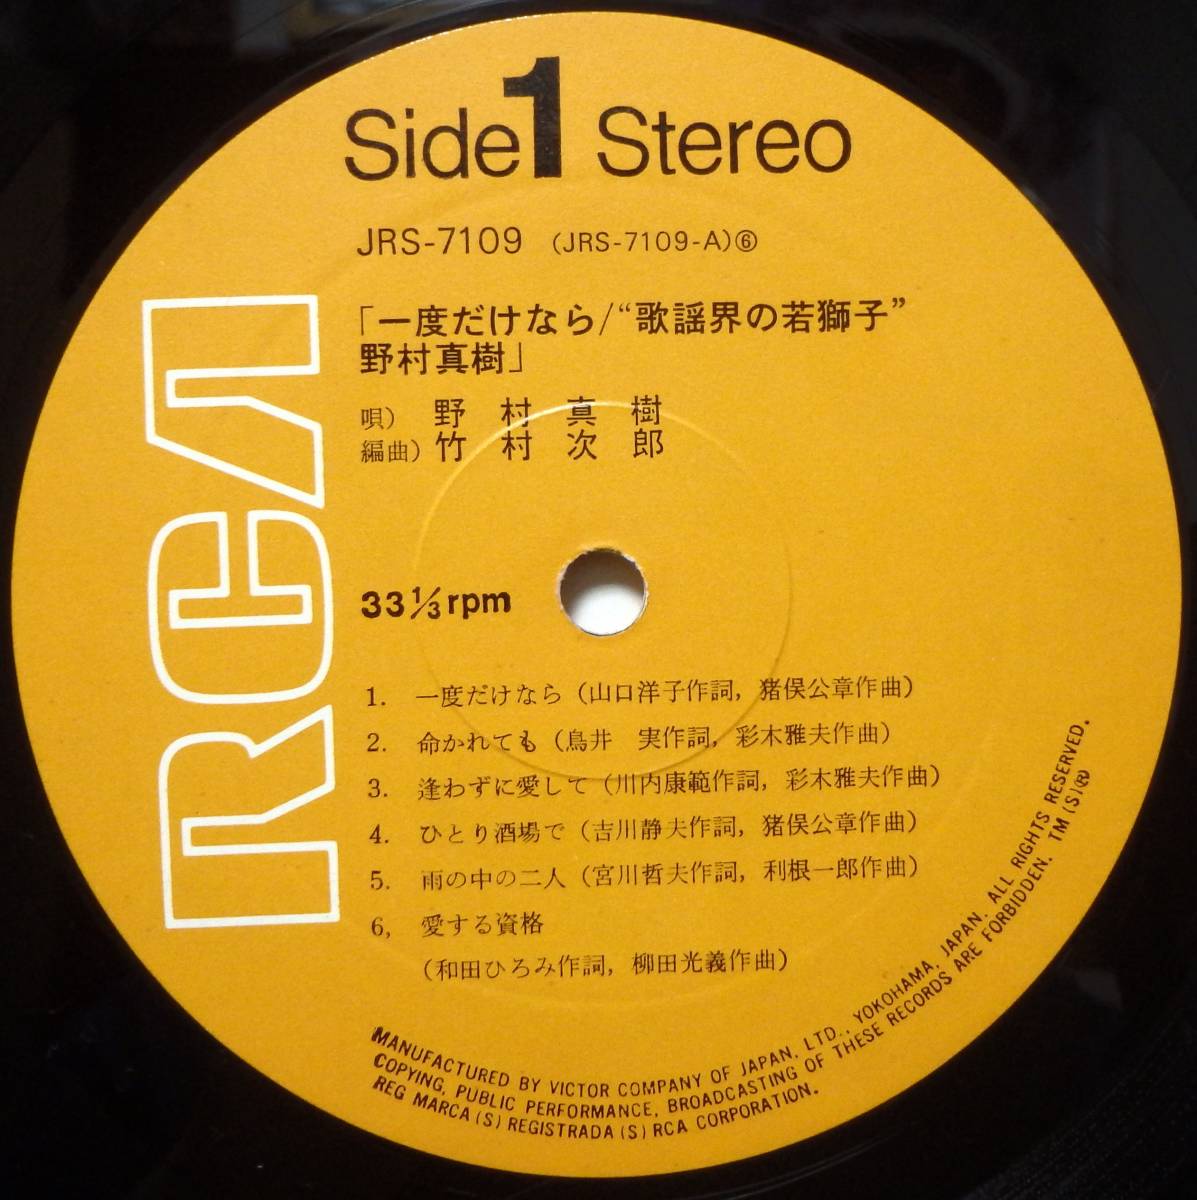 Side 1 Stereo
JRS-7109 (JRS-7109-A)⑥
「一度だけなら/“歌謡界の若獅子”
野村真樹」
唄) 野村真樹
編曲) 竹村次郎
RCA
33⅓rpm
1. 一度だけなら (山口洋子作詞, 猪俣公章作曲)
2. 命かれても (鳥井 実作詞, 彩木雅夫作曲)
3. 逢わずに愛して (川内康範作詞, 彩木雅夫作曲)
4. ひとり酒場で (吉川静夫作詞, 猪俣公章作曲)
5. 雨の中の二人 (宮川哲夫作詞, 利根一郎作曲)
6, 愛する資格
(和田ひろみ作詞, 柳田光義作曲)
MANUFACTURED BY VICTOR COMPANY OF JAPAN, LTD., YOKOHAMA, JAPAN. ALL RIGHTS RESERVED.
COPYING, PUBLIC PERFORMANCE, BROADCASTING OF THESE RECORDS ARE FORBIDDEN. TM(S)®
REG MARCA(S) REGISTRADA(S) RCA CORPORATION.